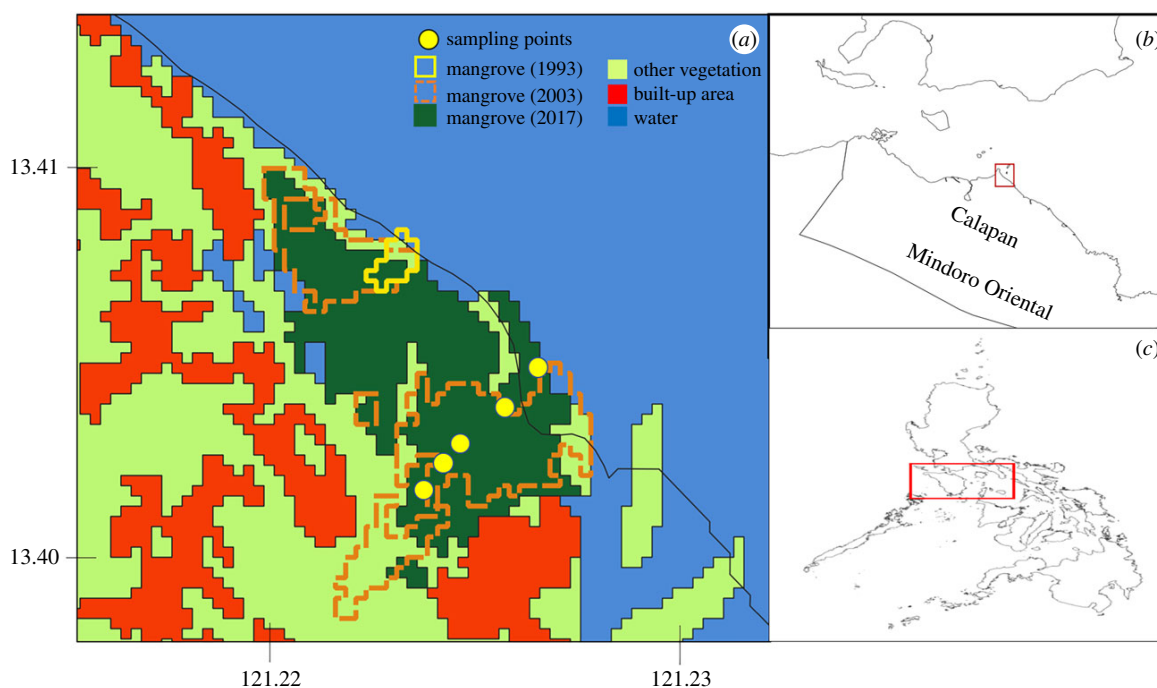 (a)
sampling points
mangrove (1993)
mangrove (2003)
mangrove (2017)
other vegetation
built-up area
water
13.41
13.40
121.22
121.23
(b)
Calapan
Mindoro Oriental
(c)